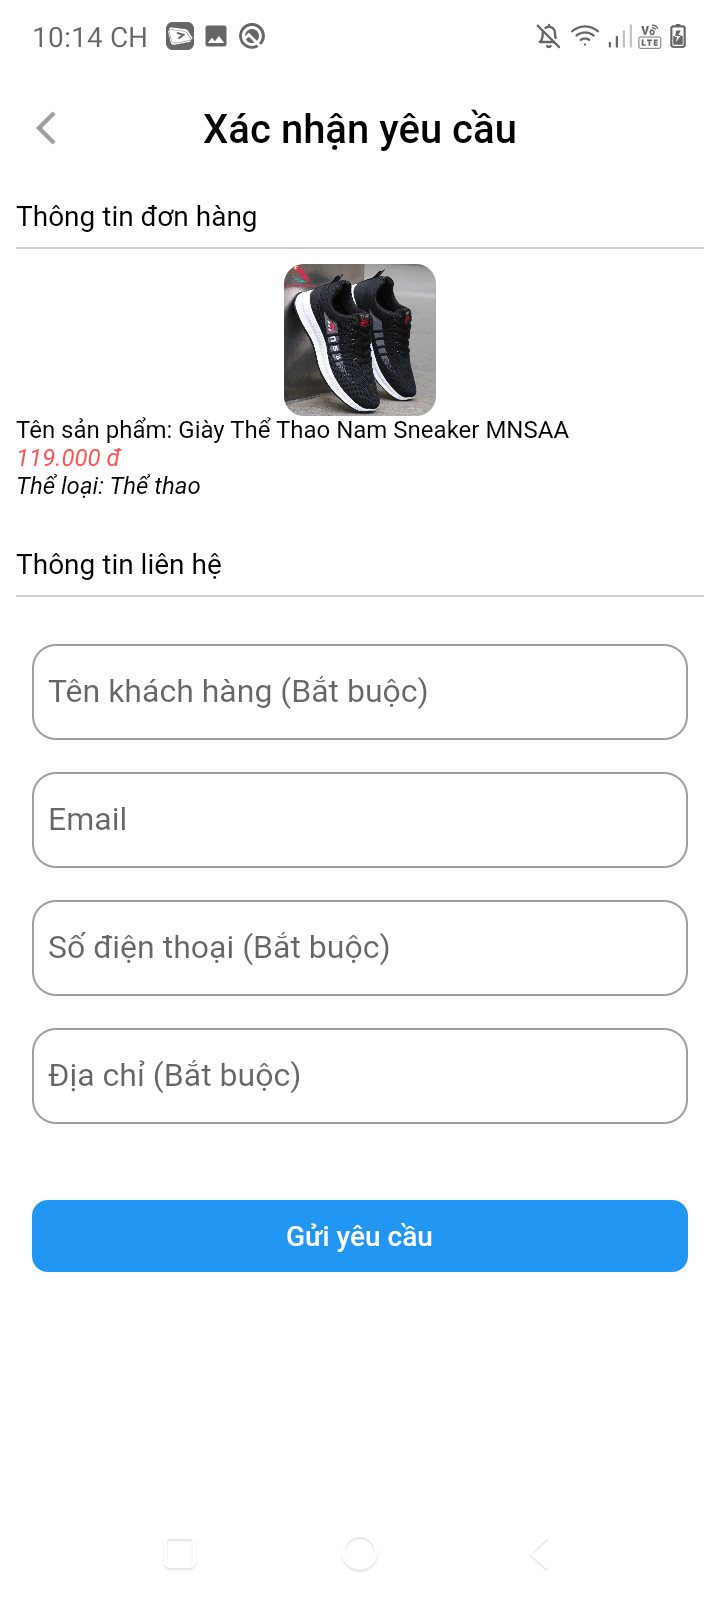 10:14 CH
Vo
LTE
Xác nhận yêu cầu
Thông tin đơn hàng
Tên sản phẩm: Giày Thể Thao Nam Sneaker MNSAA
119.000 đ
Thể loại: Thể thao
Thông tin liên hệ
Tên khách hàng (Bắt buộc)
Email
Số điện thoại (Bắt buộc)
Địa chỉ (Bắt buộc)
Gửi yêu cầu